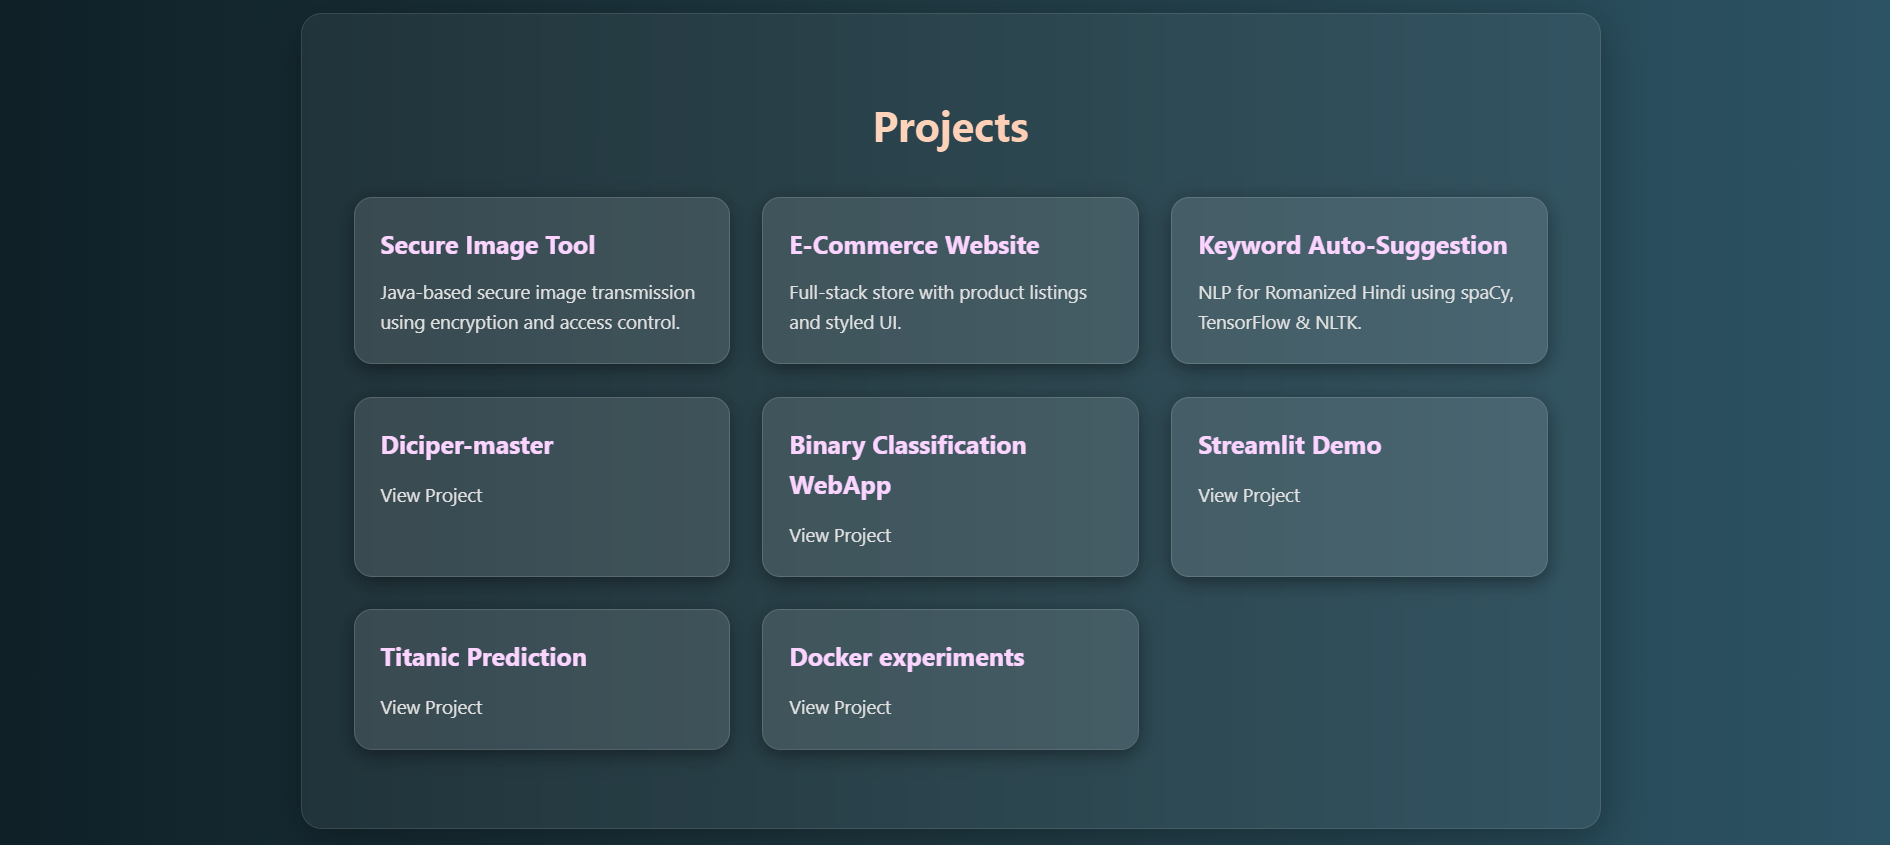 Projects
Secure Image Tool
Java-based secure image transmission
using encryption and access control.
E-Commerce Website
Full-stack store with product listings
and styled UI.
Keyword Auto-Suggestion
NLP for Romanized Hindi using spaCy,
TensorFlow & NLTK.
Diciper-master
View Project
Binary Classification
WebApp
View Project
Streamlit Demo
View Project
Titanic Prediction
View Project
Docker experiments
View Project